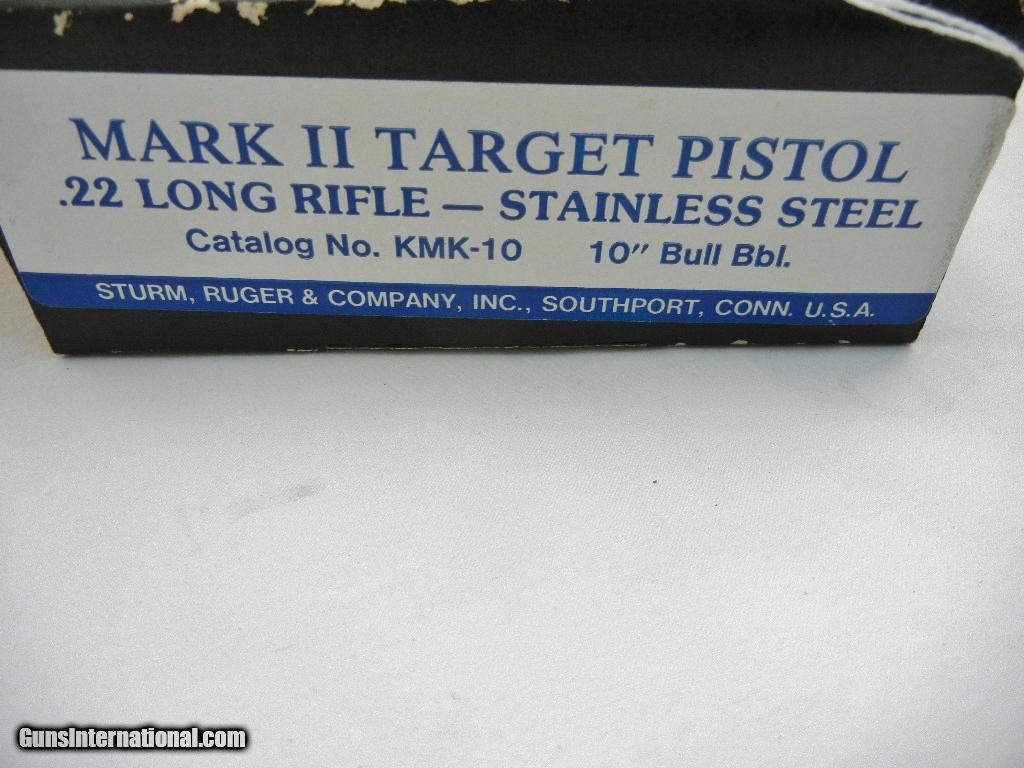 MARK II TARGET PISTOL
.22 LONG RIFLE — STAINLESS STEEL
Catalog No. KMK-10 10" Bull Bbl.
STURM, RUGER & COMPANY, INC., SOUTHPORT, CONN. U.S.A.
GunsInternational.com